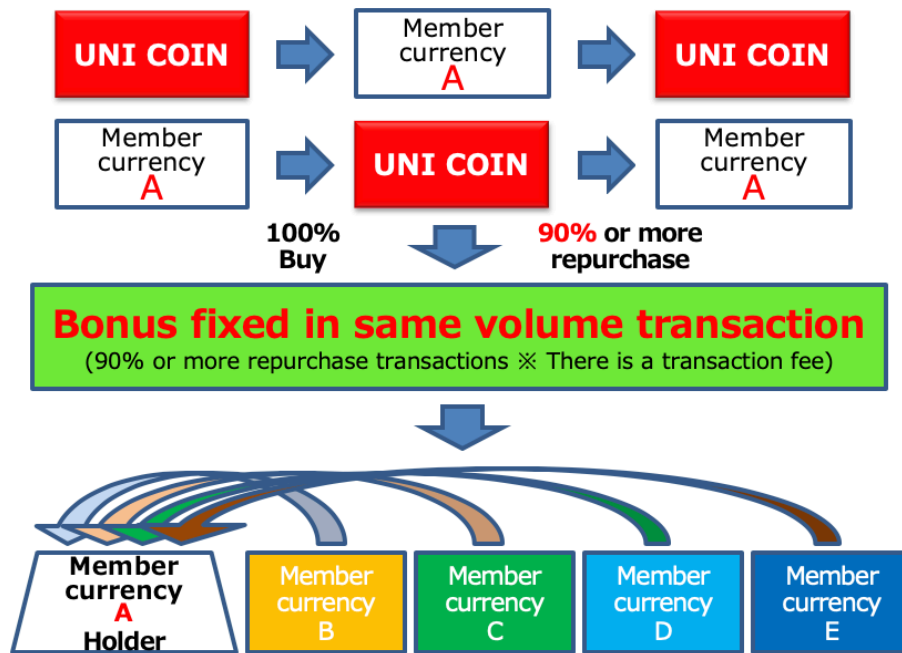 UNI COIN
Member
currency
A
UNI COIN
Member
currency
A
UNI COIN
Member
currency
A
100%
Buy
90% or more
repurchase
Bonus fixed in same volume transaction
(90% or more repurchase transactions ※ There is a transaction fee)
Member
currency
A
Holder
Member
currency
B
Member
currency
C
Member
currency
D
Member
currency
E